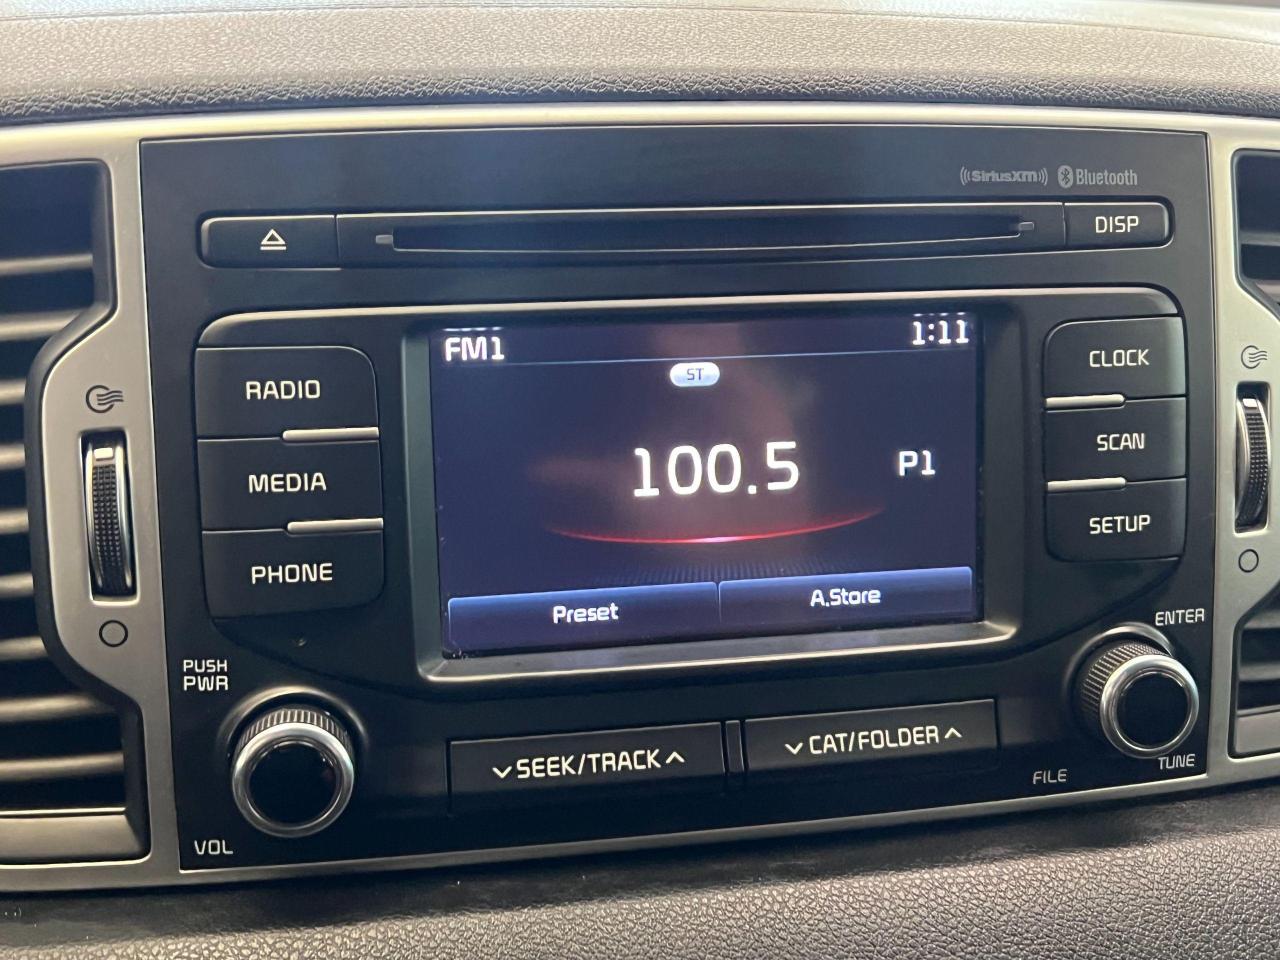 ((SiriusXM)) Bluetooth
DISP
RADIO
MEDIA
PHONE
FM1
1:11
ST
100.5
P1
Preset
A.Store
CLOCK
SCAN
SETUP
PUSH
PWR
VOL
SEEK/TRACK
CAT/FOLDER
ENTER
FILE
TUNE